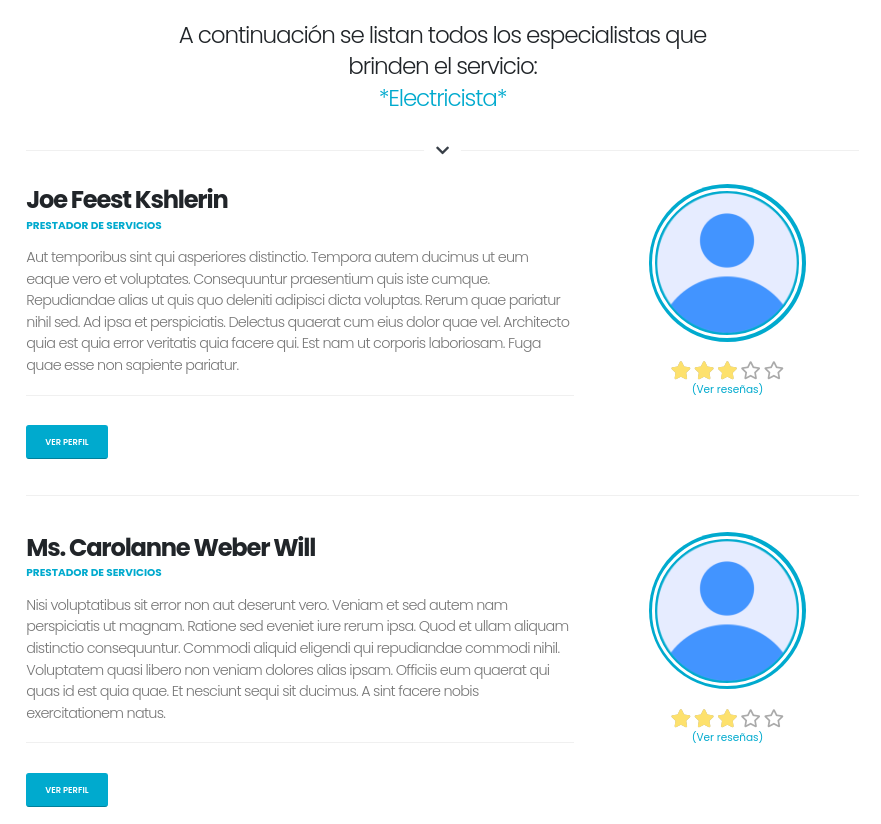 A continuación se listan todos los especialistas que
brinden el servicio:
*Electricista*
Joe Feest Kshlerin
PRESTADOR DE SERVICIOS
Aut temporibus sint qui asperiores distinctio. Tempora autem ducimus ut eum
eaque vero et voluptates. Consequuntur praesentium quis iste cumque.
Repudiandae alias ut quis quo deleniti adipisci dicta voluptas. Rerum quae pariatur
nihil sed. Ad ipsa et perspiciatis. Delectus quaerat cum eius dolor quae vel. Architecto
quia est quia error veritatis quia facere qui. Est nam ut corporis laboriosam. Fuga
quae esse non sapiente pariatur.
(Ver reseñas)
VER PERFIL
Ms. Carolanne Weber Will
PRESTADOR DE SERVICIOS
Nisi voluptatibus sit error non aut deserunt vero. Veniam et sed autem nam
perspiciatis ut magnam. Ratione sed eveniet iure rerum ipsa. Quod et ullam aliquam
distinctio consequuntur. Commodi aliquid eligendi qui repudiandae commodi nihil.
Voluptatem quasi libero non veniam dolores alias ipsam. Officiis eum quaerat qui
quas id est quia quae. Et nesciunt sequi sit ducimus. A sint facere nobis
exercitationem natus.
(Ver reseñas)
VER PERFIL